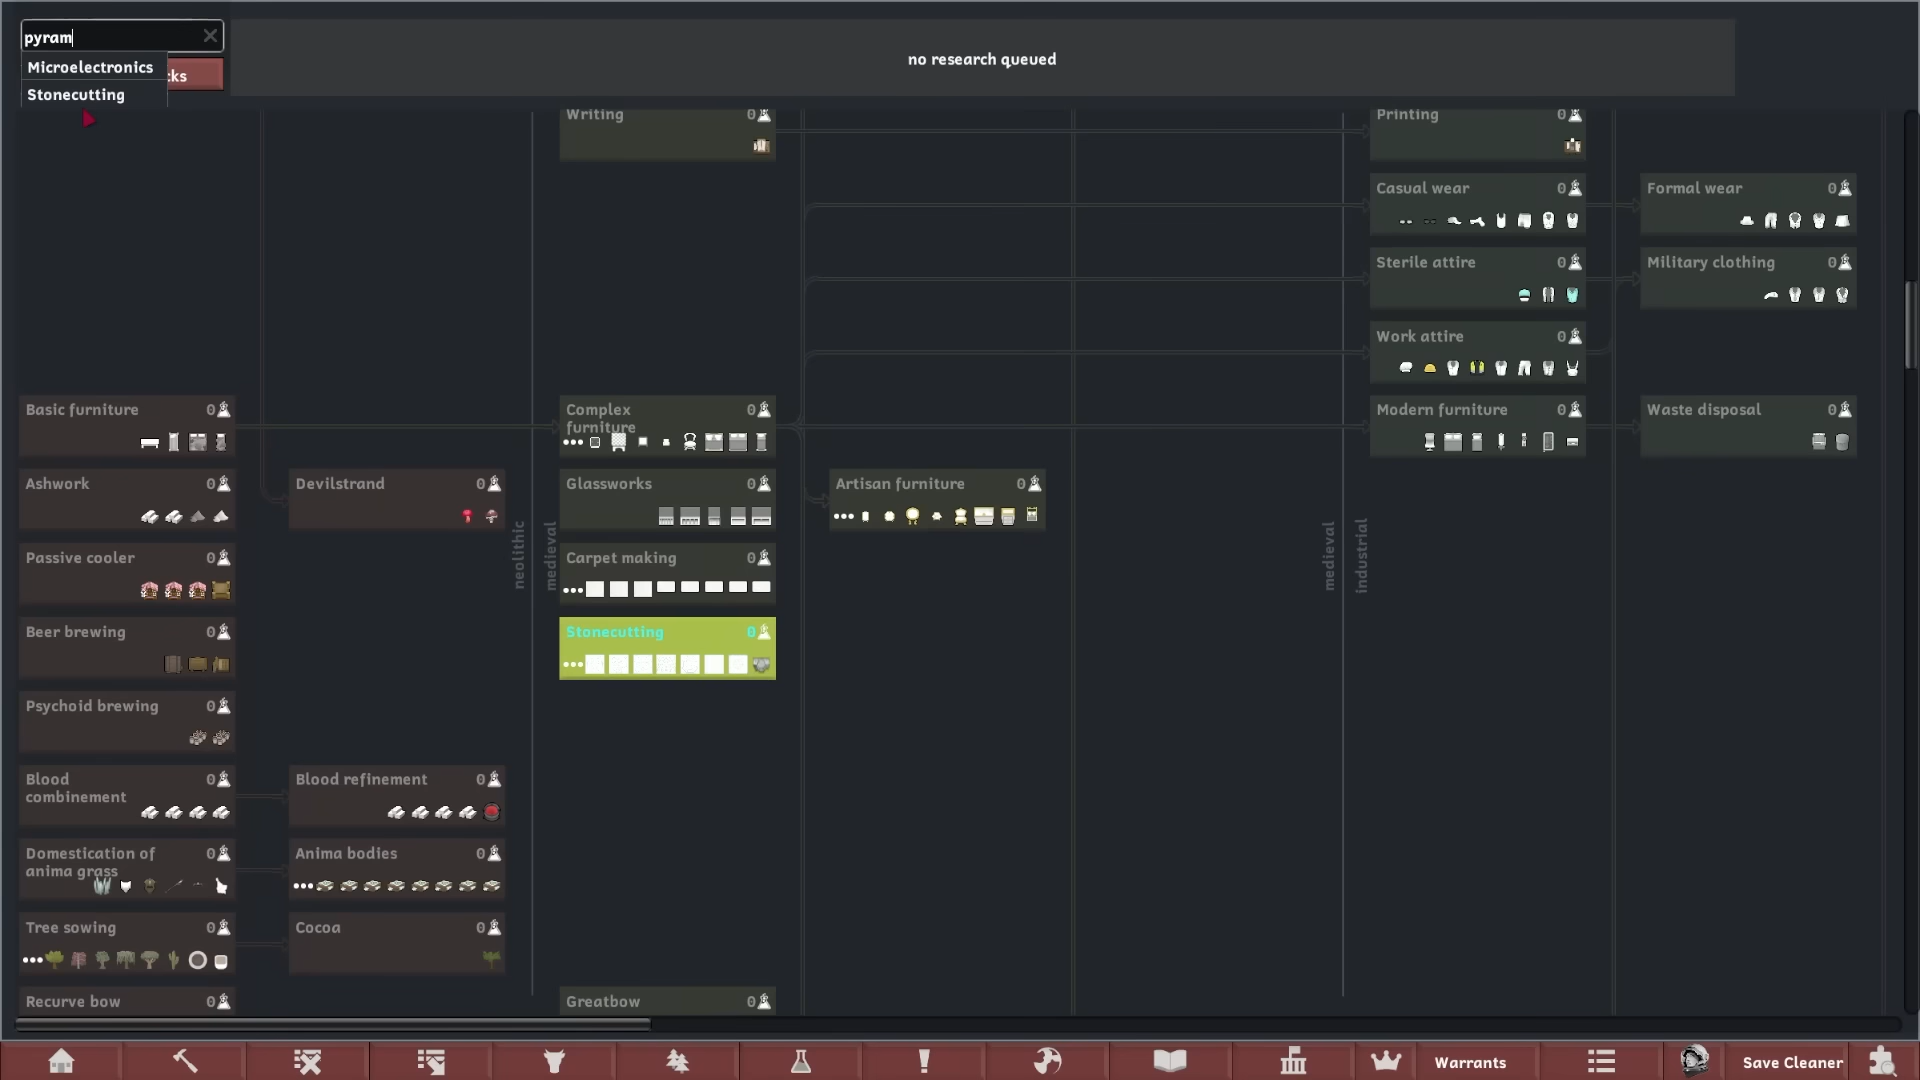 pyram
no research queued
Microelectronics
cks
Stonecutting
Writing 0
Printing 0
Casual wear 0
Formal wear 0
Sterile attire 0
Military clothing 0
Work attire 0
Basic furniture 0
Complex furniture 0
Modern furniture 0
Waste disposal 0
Ashwork 0
Devilstrand 0
Glassworks 0
Artisan furniture 0
neolithic
medieval
medieval
industrial
Passive cooler 0
Carpet making 0
Beer brewing 0
Stonecutting 0
Psychoid brewing 0
Blood combinement 0
Blood refinement 0
Domestication of anima grass 0
Anima bodies 0
Tree sowing 0
Cocoa 0
Recurve bow 0
Greatbow 0
Warrants
Save Cleaner